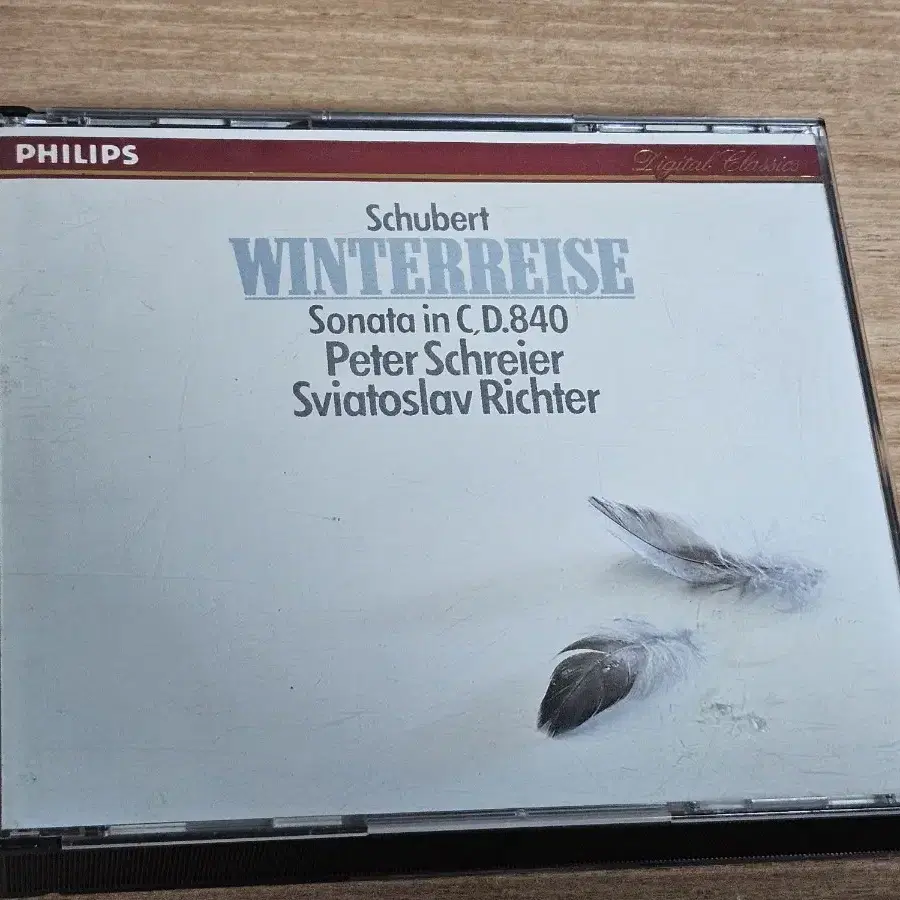 PHILIPS
Digital Classics
Schubert
WINTERREISE
Sonata in C, D.840
Peter Schreier
Sviatoslav Richter